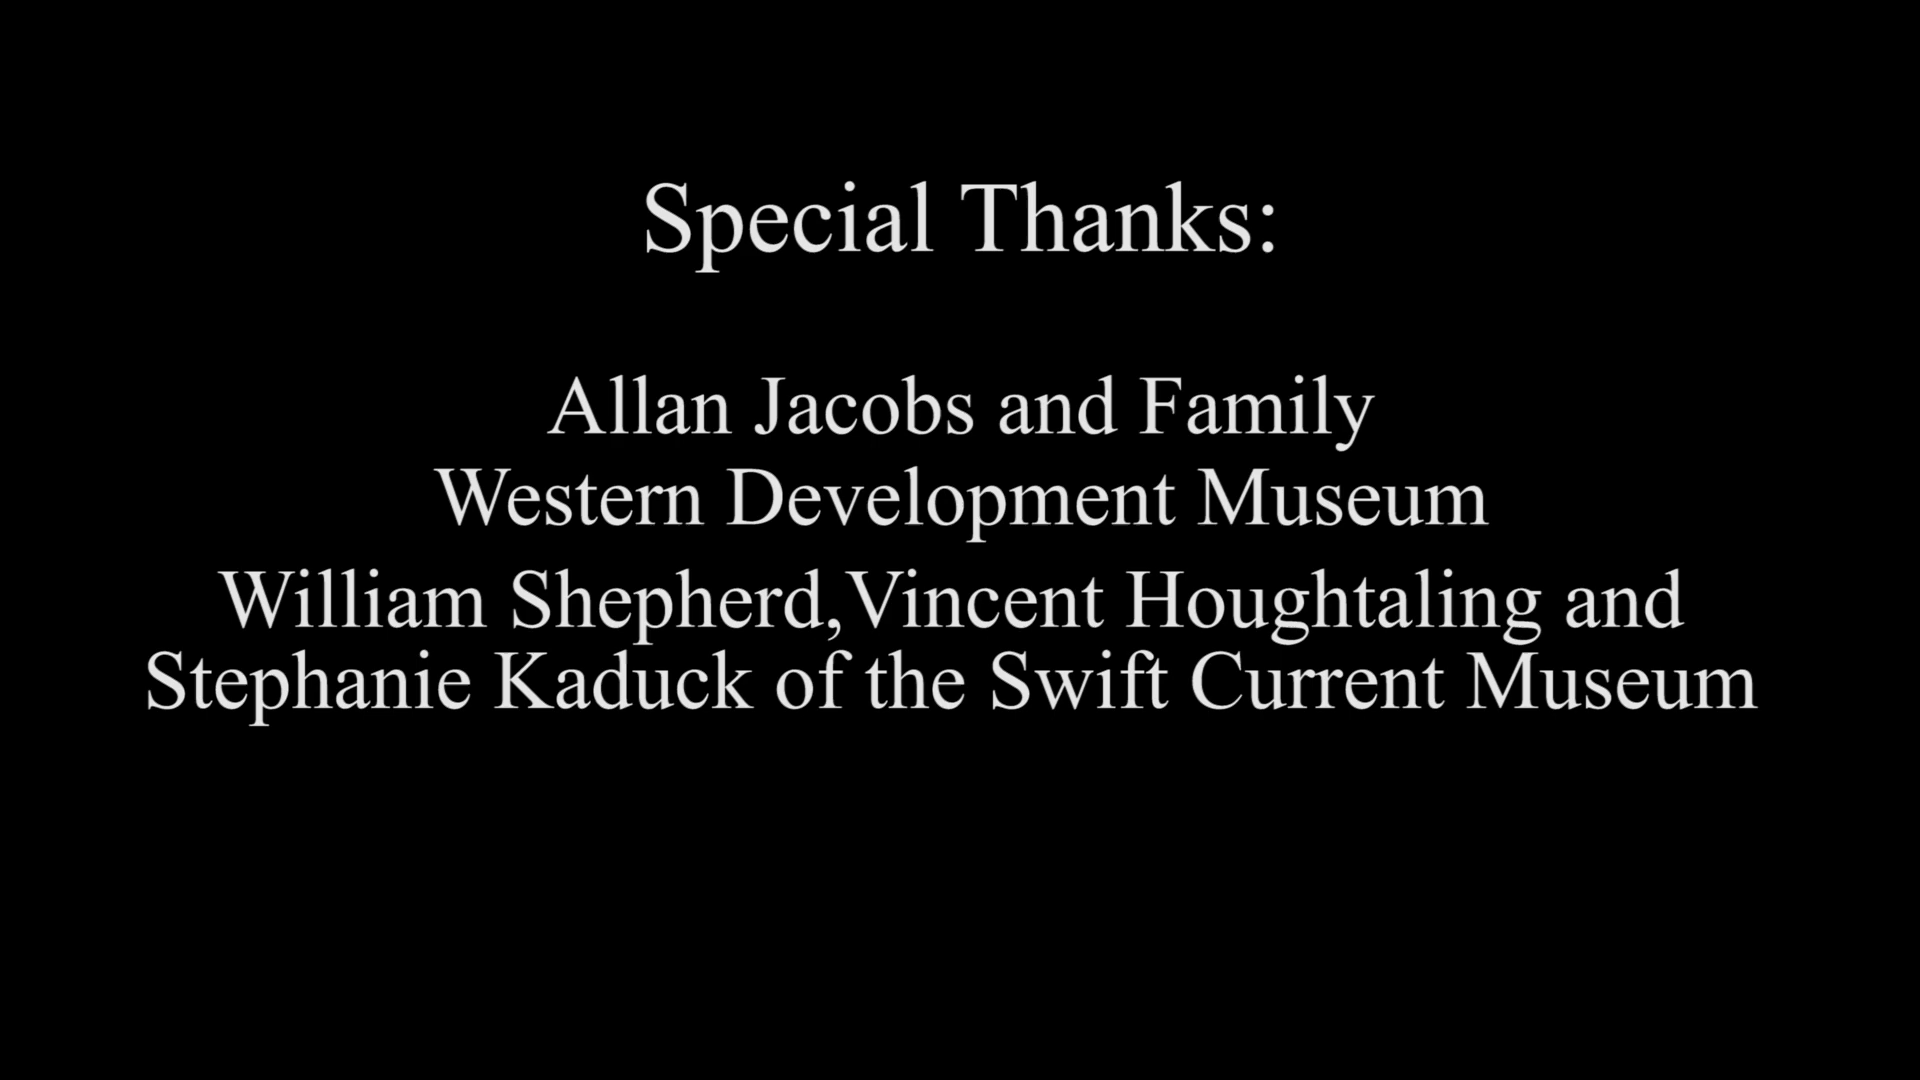 Special Thanks:
Allan Jacobs and Family
Western Development Museum
William Shepherd,Vincent Houghtaling and
Stephanie Kaduck of the Swift Current Museum